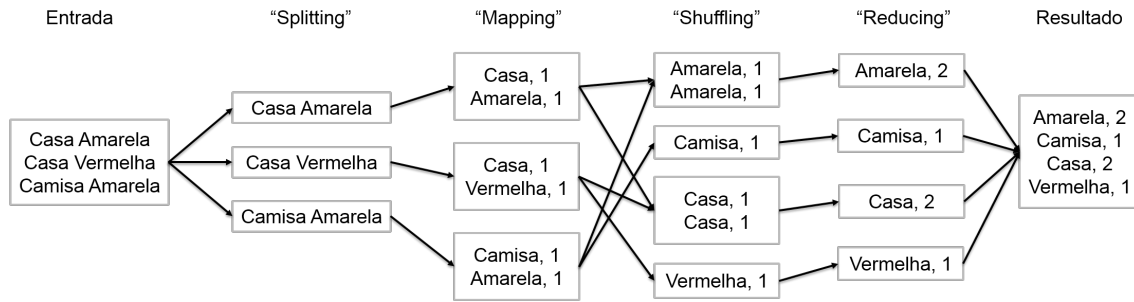 Entrada
“Splitting”
“Mapping”
“Shuffling”
“Reducing”
Resultado
Casa Amarela
Casa Vermelha
Camisa Amarela
Casa Amarela
Casa Vermelha
Camisa Amarela
Casa, 1
Amarela, 1
Casa, 1
Vermelha, 1
Camisa, 1
Amarela, 1
Amarela, 1
Amarela, 1
Camisa, 1
Casa, 1
Casa, 1
Vermelha, 1
Amarela, 2
Camisa, 1
Casa, 2
Vermelha, 1
Amarela, 2
Camisa, 1
Casa, 2
Vermelha, 1